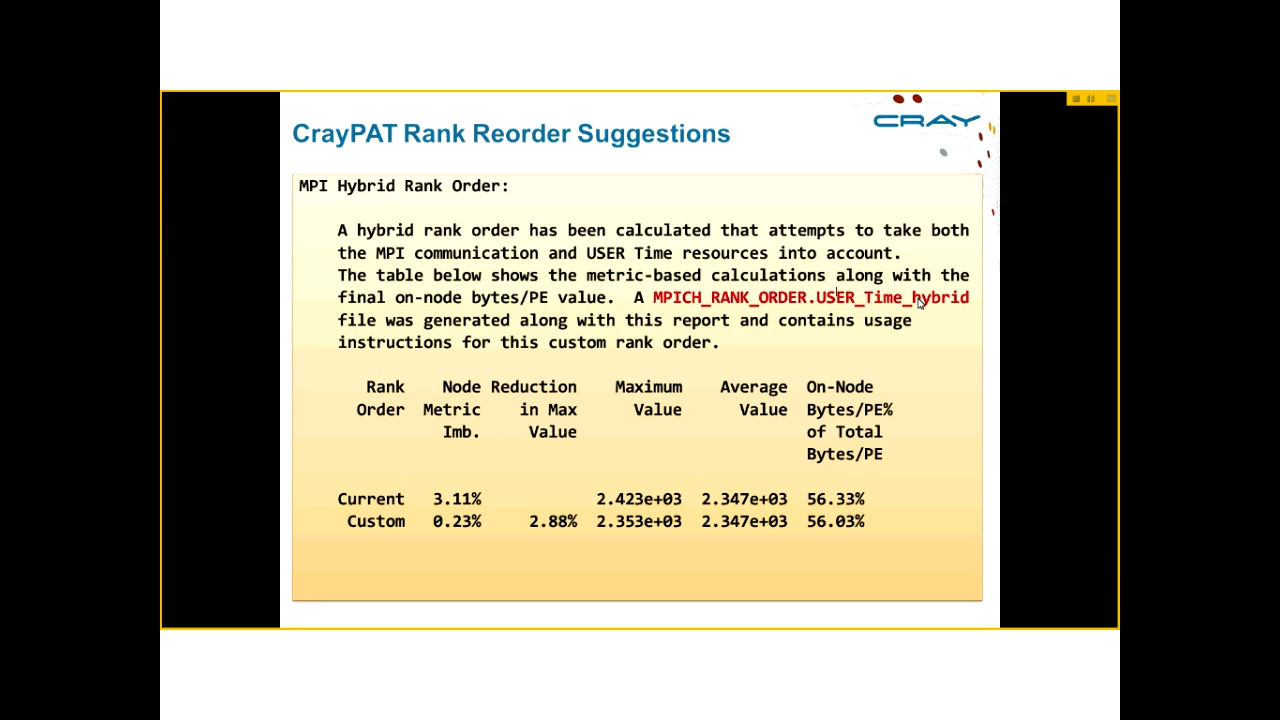 CRAY
CrayPAT Rank Reorder Suggestions
MPI Hybrid Rank Order:
A hybrid rank order has been calculated that attempts to take both
the MPI communication and USER Time resources into account.
The table below shows the metric-based calculations along with the
final on-node bytes/PE value. A MPICH_RANK_ORDER.USER_Time_hybrid
file was generated along with this report and contains usage
instructions for this custom rank order.
Rank Node Reduction Maximum Average On-Node
Order Metric in Max Value Value Bytes/PE%
Imb. Value of Total
Bytes/PE
Current 3.11% 2.423e+03 2.347e+03 56.33%
Custom 0.23% 2.88% 2.353e+03 2.347e+03 56.03%